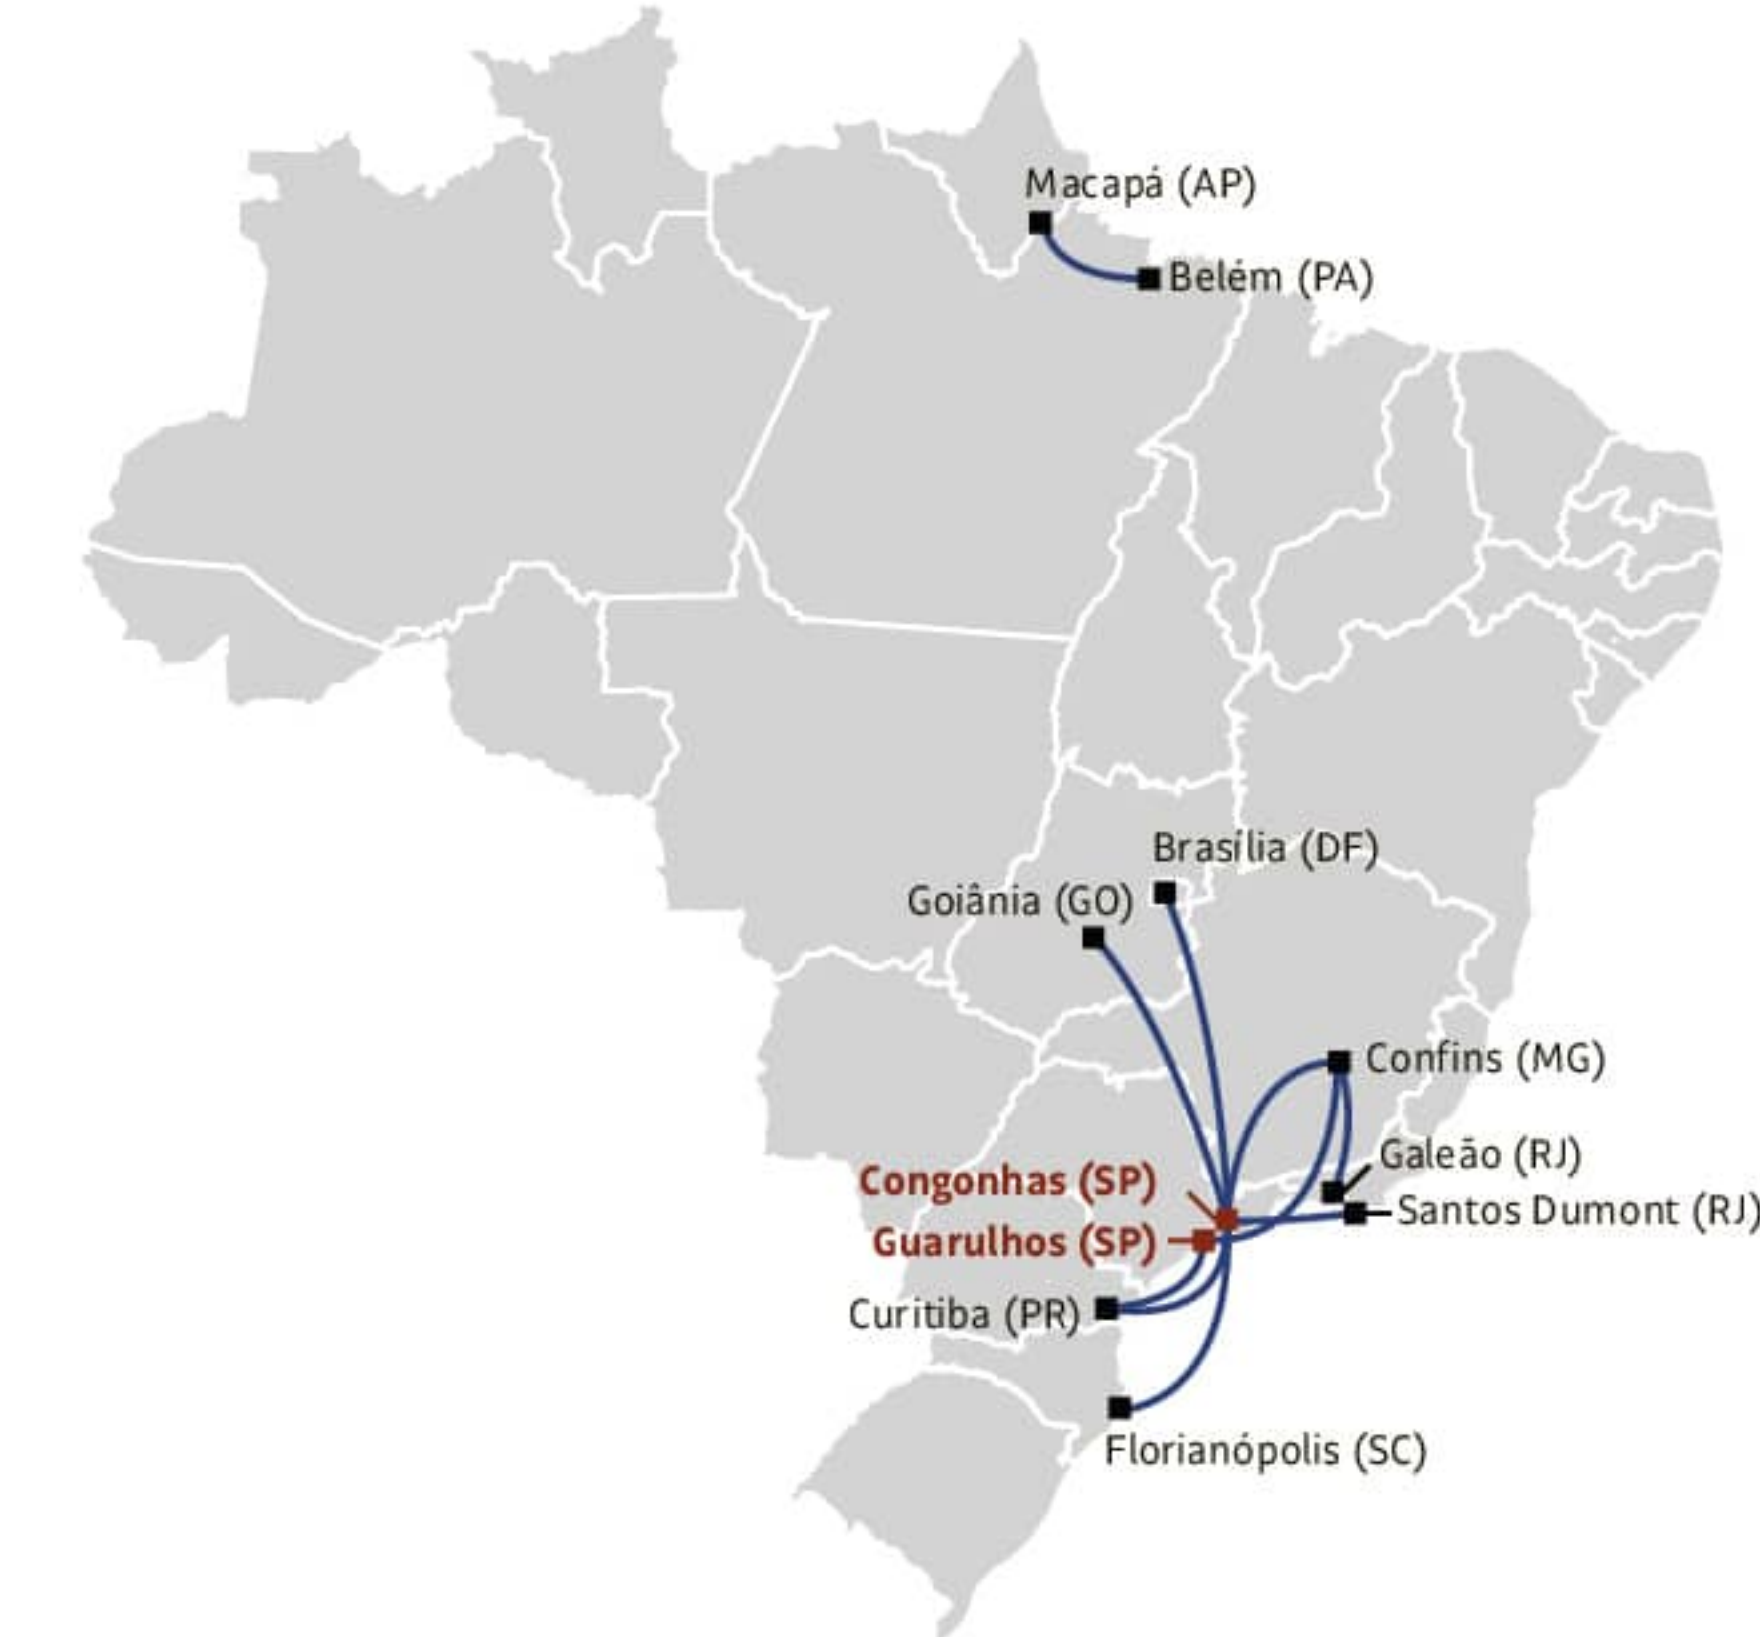 Macapá (AP)
Belém (PA)
Brasília (DF)
Goiânia (GO)
Confins (MG)
Galeão (RJ)
Congonhas (SP)
Santos Dumont (RJ)
Guarulhos (SP)
Curitiba (PR)
Florianópolis (SC)